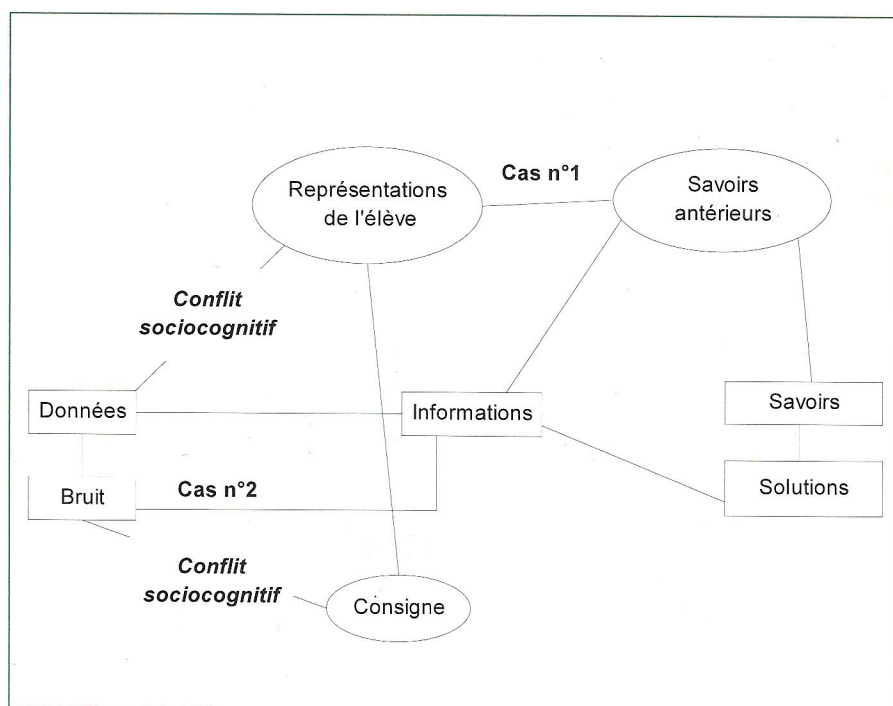 Cas n°1
Représentations
de l'élève
Savoirs
antérieurs
Conflit
sociocognitif
Données
Informations
Savoirs
Bruit
Cas n°2
Solutions
Conflit
sociocognitif
Consigne